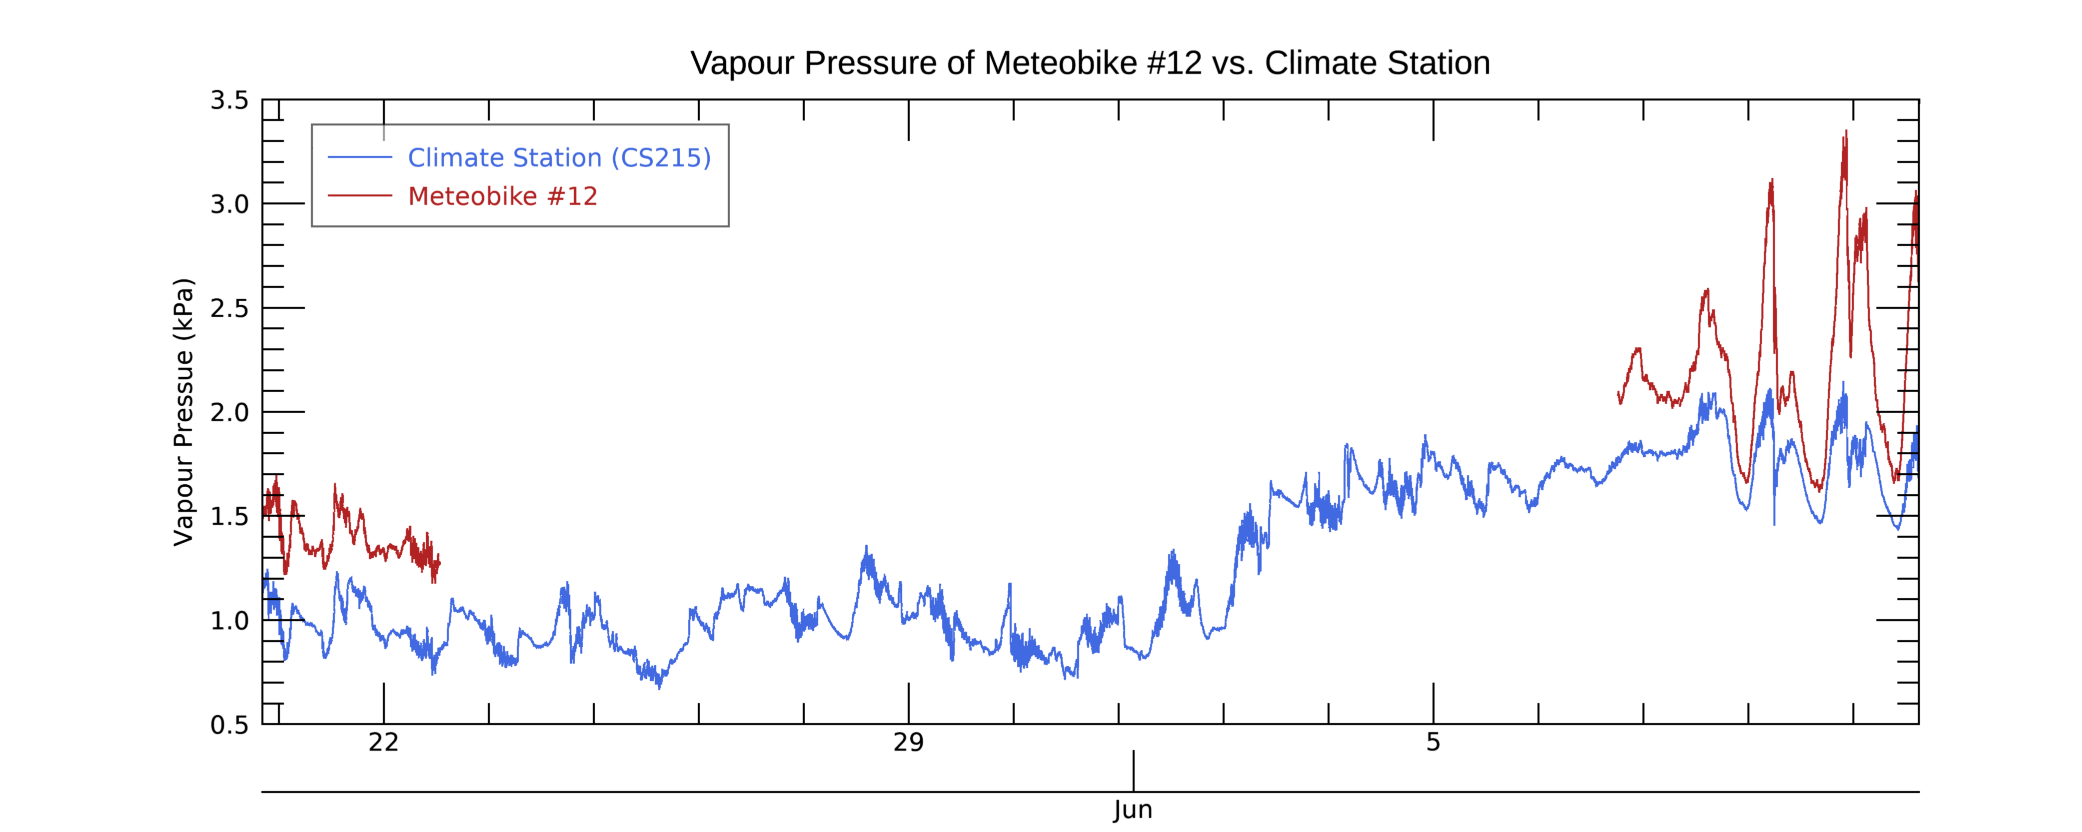 Vapour Pressure of Meteobike #12 vs. Climate Station
3.5
3.0
2.5
2.0
1.5
1.0
0.5
Vapour Pressue (kPa)
Climate Station (CS215)
Meteobike #12
22
29
5
Jun